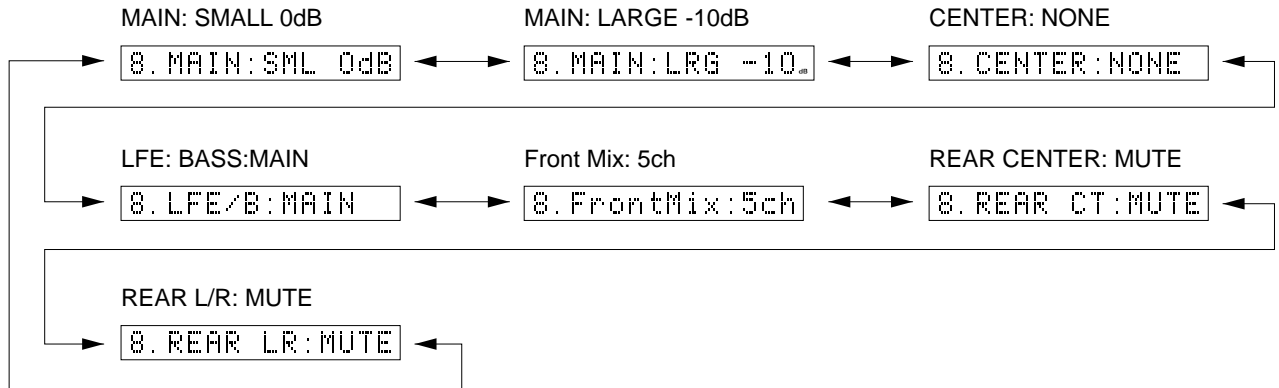 MAIN: SMALL 0dB
MAIN: LARGE -10dB
CENTER: NONE
8. MAIN:SML 0dB
8. MAIN:LRG -10dB
8. CENTER:NONE
LFE: BASS:MAIN
Front Mix: 5ch
REAR CENTER: MUTE
8. LFE/B:MAIN
8. FrontMix:5ch
8. REAR CT:MUTE
REAR L/R: MUTE
8. REAR LR:MUTE